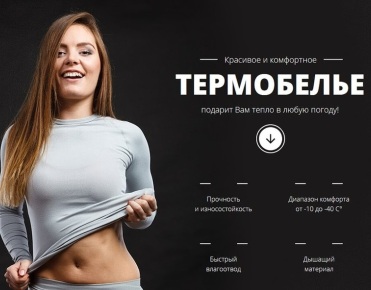 Красивое и комфортное
ТЕРМОБЕЛЬЕ
подарит Вам тепло в любую погоду!
Прочность
и износостойкость
Диапазон комфорта
от -10 до -40 С°
Быстрый
влагоотвод
Дышащий
материал